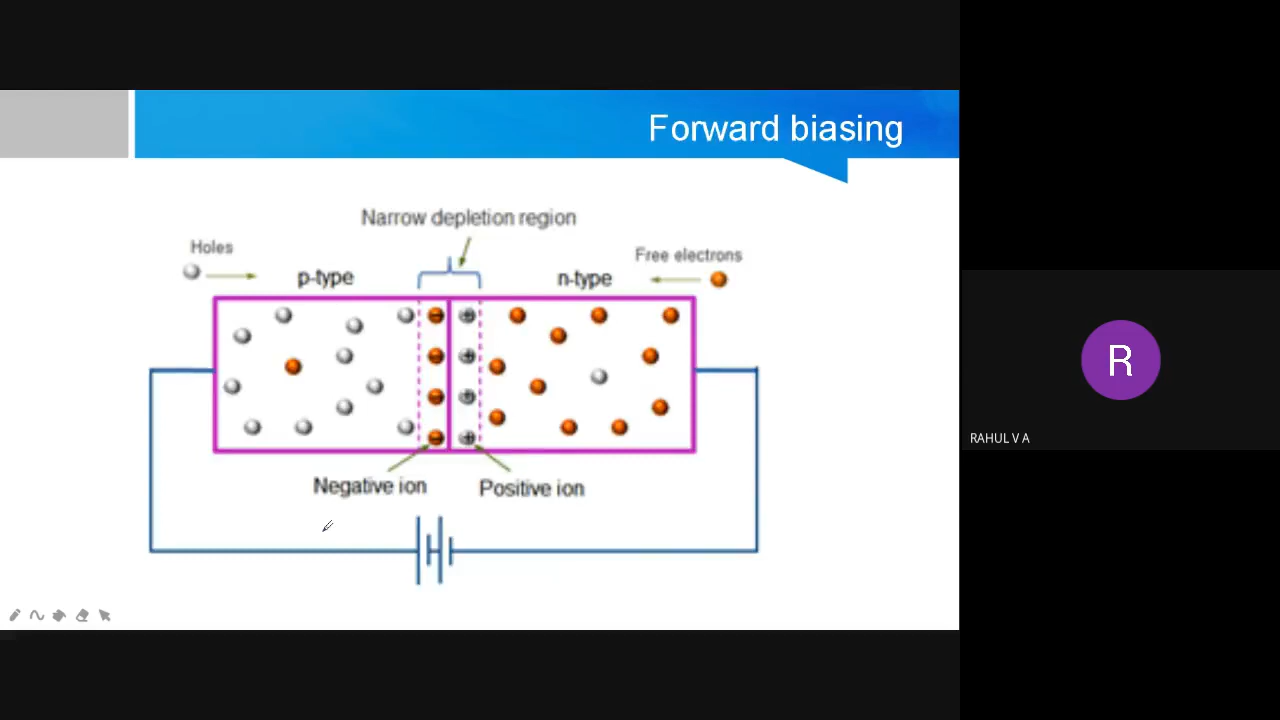 Forward biasing
Narrow depletion region
Holes
Free electrons
p-type
n-type
Negative ion
Positive ion
R
RAHUL V A